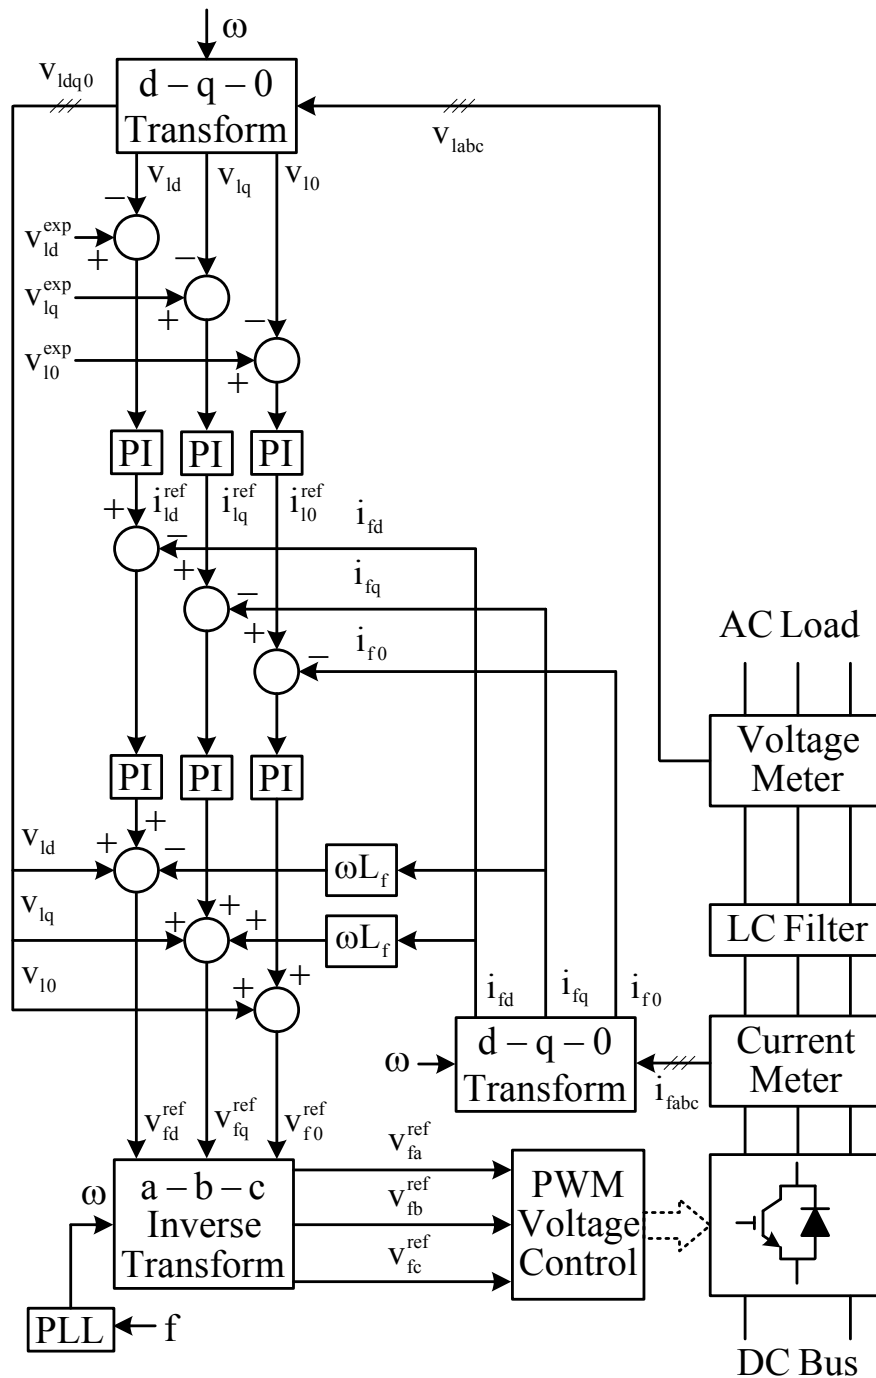 ω
v_ldq0
d – q – 0
Transform
v_labc
v_ld
v_lq
v_l0
−
v_ld^exp
+
−
v_lq^exp
+
−
v_l0^exp
+
PI
PI
PI
+
i_ld^ref
i_lq^ref
i_l0^ref
i_fd
−
+
i_fq
−
+
i_f0
−
AC Load
Voltage
Meter
PI
PI
PI
v_ld
+
+
−
ωL_f
v_lq
+
+
+
ωL_f
LC Filter
v_l0
+
+
i_fd
i_fq
i_f0
ω
d – q – 0
Transform
i_fabc
Current
Meter
v_fd^ref
v_fq^ref
v_f0^ref
ω
a – b – c
Inverse
Transform
v_fa^ref
v_fb^ref
v_fc^ref
PWM
Voltage
Control
PLL
f
DC Bus